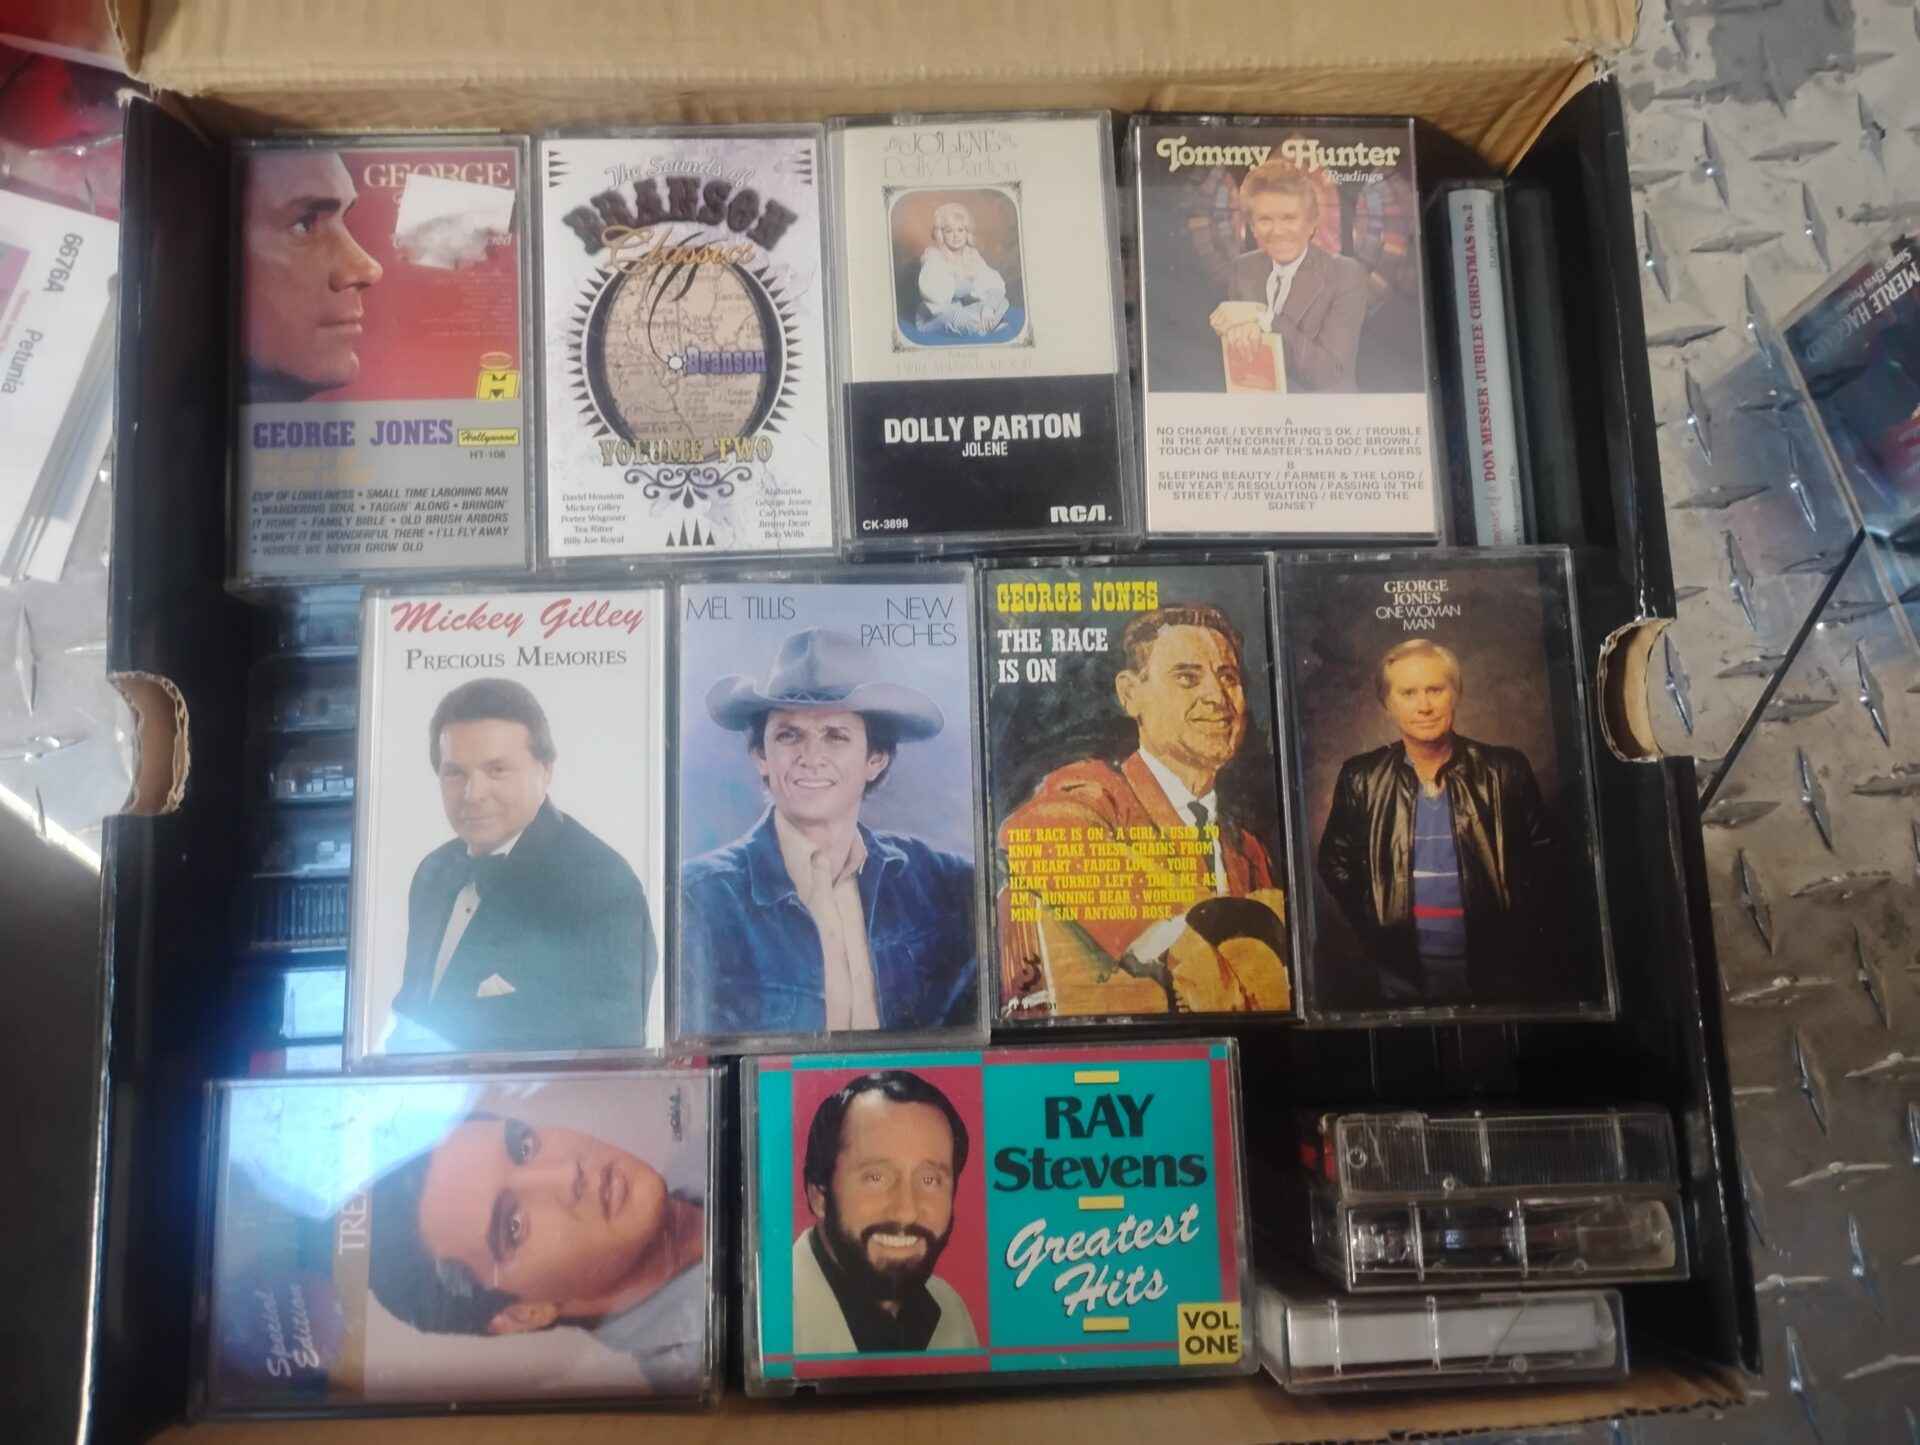 GEORGE
GEORGE JONES
Hollywood
HT-108
CUP OF LONELINESS • SMALL TIME LABORING MAN
• WANDERING SOUL • TAGGIN' ALONG • BRINGIN'
IT HOME • FAMILY BIBLE • OLD BRUSH ARBORS
• WON'T IT BE WONDERFUL THERE • I'LL FLY AWAY
• WHERE WE NEVER GROW OLD
The Sounds of
BRANSON
Classics
Branson
VOLUME TWO
David Houston
Mickey Gilley
Porter Wagoner
Tex Ritter
Billy Joe Royal
Alabama
George Jones
Carl Perkins
Jimmy Dean
Bob Wills
JOLENE
Dolly Parton
DOLLY PARTON
JOLENE
CK-3898
RCA
Tommy Hunter
Readings
A
NO CHARGE / EVERYTHING'S OK / TROUBLE
IN THE AMEN CORNER / OLD DOC BROWN /
TOUCH OF THE MASTER'S HAND / FLOWERS
B
SLEEPING BEAUTY / FARMER & THE LORD /
NEW YEAR'S RESOLUTION / PASSING IN THE
STREET / JUST WAITING / BEYOND THE
SUNSET
DON MESSER JUBILEE CHRISTMAS No. 2
MERLE HAGG
6676A
Petunia
Mickey Gilley
PRECIOUS MEMORIES
MEL TILLIS
NEW
PATCHES
GEORGE JONES
THE RACE
IS ON
THE RACE IS ON • A GIRL I USED TO
KNOW • TAKE THESE CHAINS FROM
MY HEART • FADED LOVE • YOUR
HEART TURNED LEFT • TAKE ME AS I
AM • RUNNING BEAR • WORRIED
MIND • SAN ANTONIO ROSE
GEORGE
JONES
ONE WOMAN
MAN
Special
Edition
TRE
RAY
Stevens
Greatest
Hits
VOL.
ONE